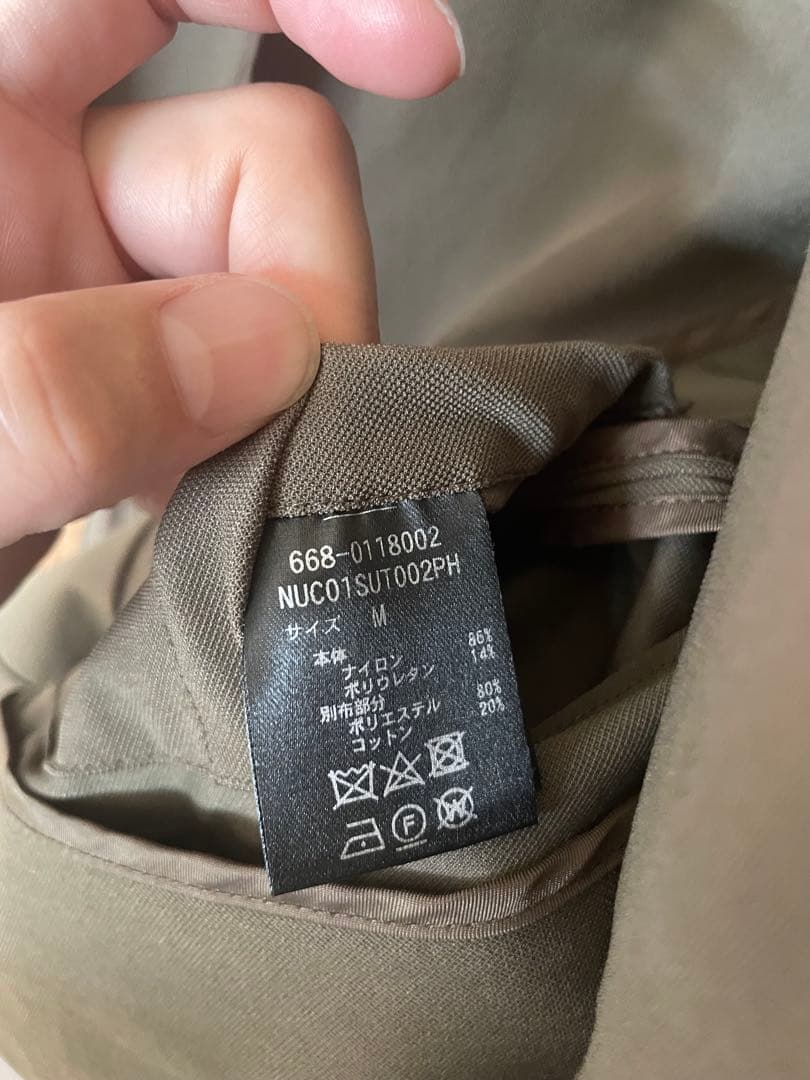 668-0118002
NUC01SUT002PH
サイズ M
本体
ナイロン 86%
ポリウレタン 14%
別布部分
ポリエステル 80%
コットン 20%
F
W